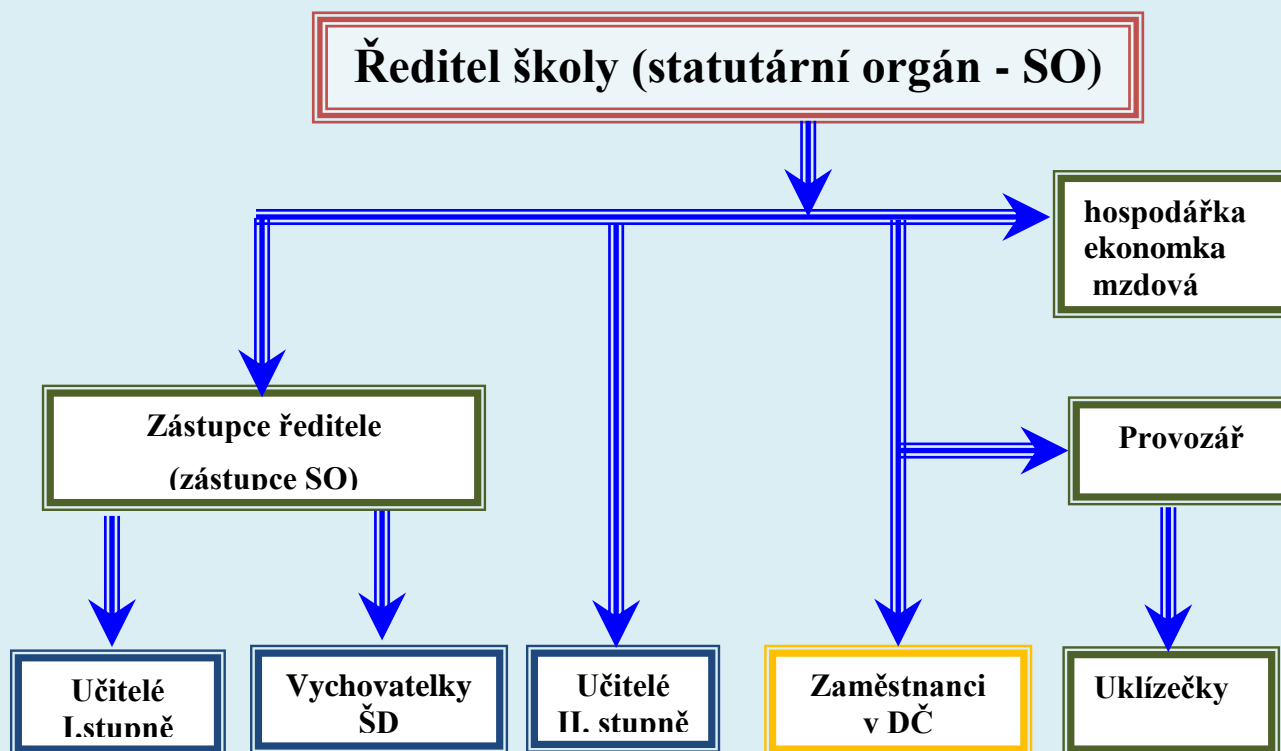 Ředitel školy (statutární orgán - SO)
hospodářka
ekonomka
mzdová
Zástupce ředitele
(zástupce SO)
Provozář
Učitelé
I.stupně
Vychovatelky
ŠD
Učitelé
II. stupně
Zaměstnanci
v DČ
Uklízečky